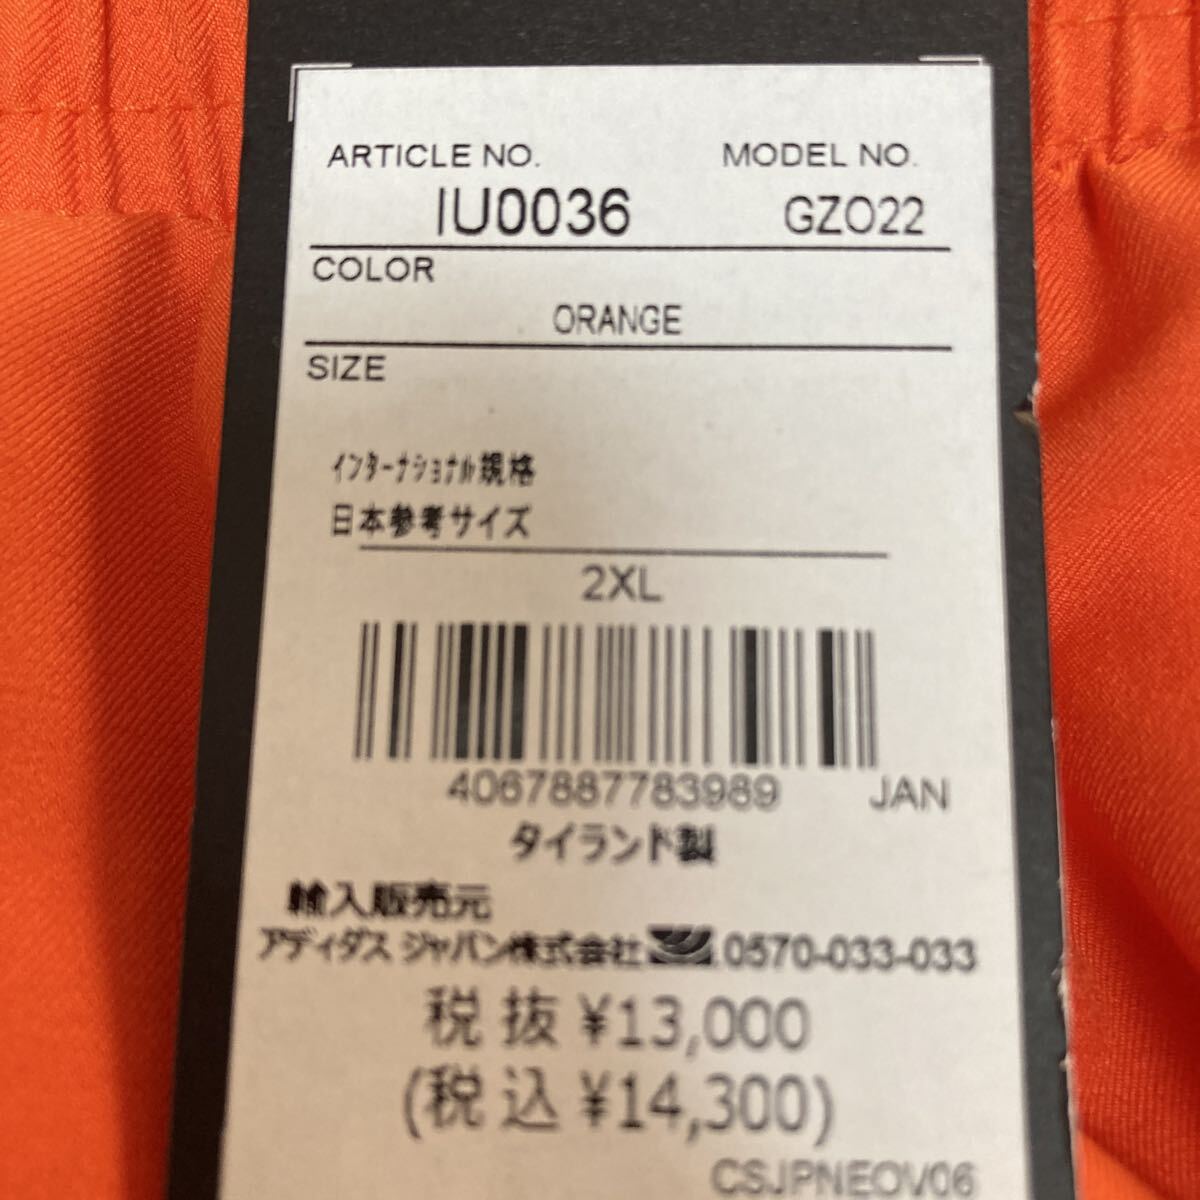 ARTICLE NO. MODEL NO.
IU0036 GZO22
COLOR
ORANGE
SIZE
インターナショナル規格
日本参考サイズ
2XL
4067887783989 JAN
タイランド製
輸入販売元
アディダス ジャパン株式会社 0570-033-033
税抜 ¥13,000
(税込 ¥14,300)
CSJPNEOV06